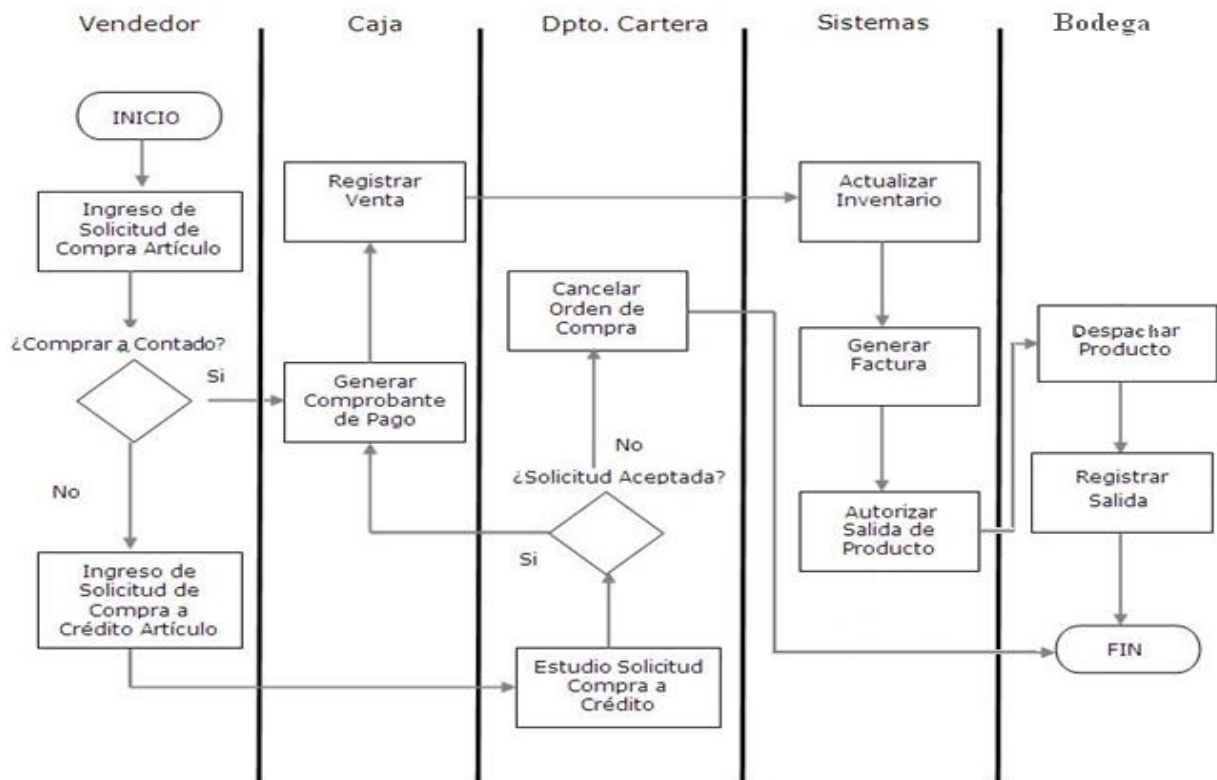 Vendedor
Caja
Dpto. Cartera
Sistemas
Bodega
INICIO
Ingreso de
Solicitud de
Compra Artículo
¿Comprar a Contado?
Si
No
Ingreso de
Solicitud de
Compra a
Crédito Artículo
Registrar
Venta
Generar
Comprobante
de Pago
Cancelar
Orden de
Compra
No
¿Solicitud Aceptada?
Si
Estudio Solicitud
Compra a
Crédito
Actualizar
Inventario
Generar
Factura
Autorizar
Salida de
Producto
Despachar
Producto
Registrar
Salida
FIN